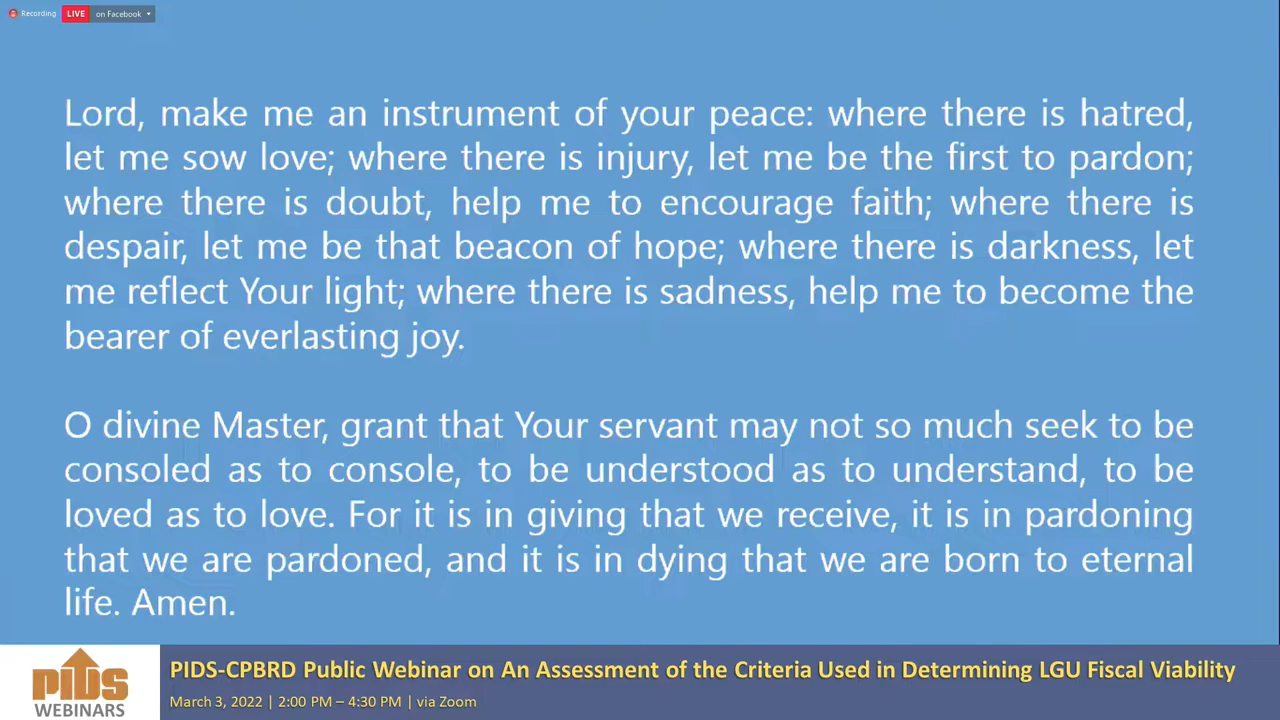 Recording LIVE on Facebook
Lord, make me an instrument of your peace: where there is hatred,
let me sow love; where there is injury, let me be the first to pardon;
where there is doubt, help me to encourage faith; where there is
despair, let me be that beacon of hope; where there is darkness, let
me reflect Your light; where there is sadness, help me to become the
bearer of everlasting joy.
O divine Master, grant that Your servant may not so much seek to be
consoled as to console, to be understood as to understand, to be
loved as to love. For it is in giving that we receive, it is in pardoning
that we are pardoned, and it is in dying that we are born to eternal
life. Amen.
PIDS
WEBINARS
PIDS-CPBRD Public Webinar on An Assessment of the Criteria Used in Determining LGU Fiscal Viability
March 3, 2022 | 2:00 PM – 4:30 PM | via Zoom